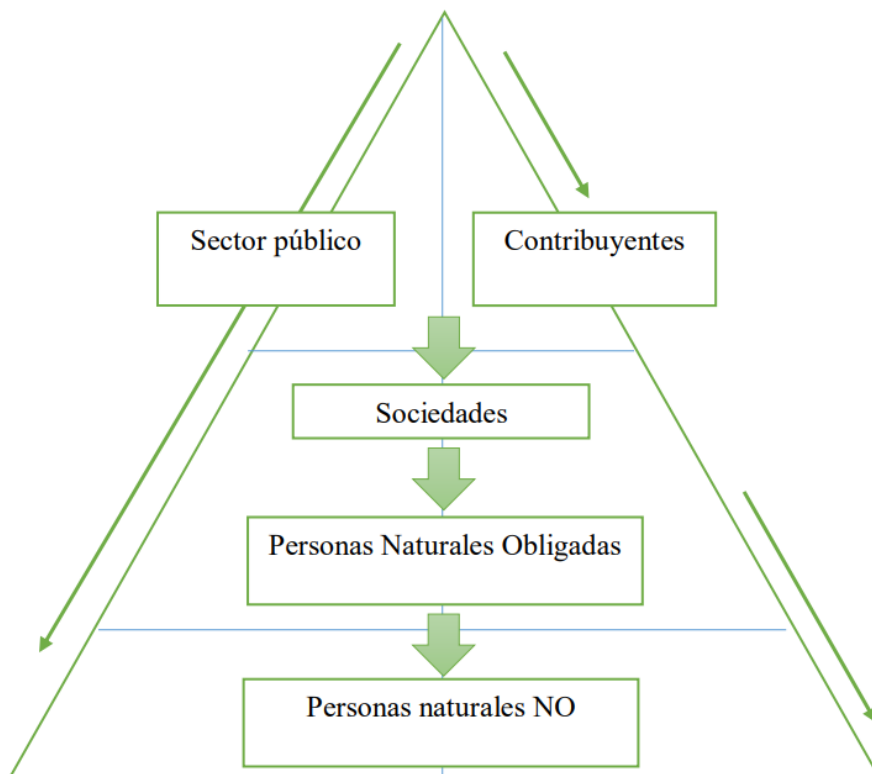 Sector público
Contribuyentes
Sociedades
Personas Naturales Obligadas
Personas naturales NO